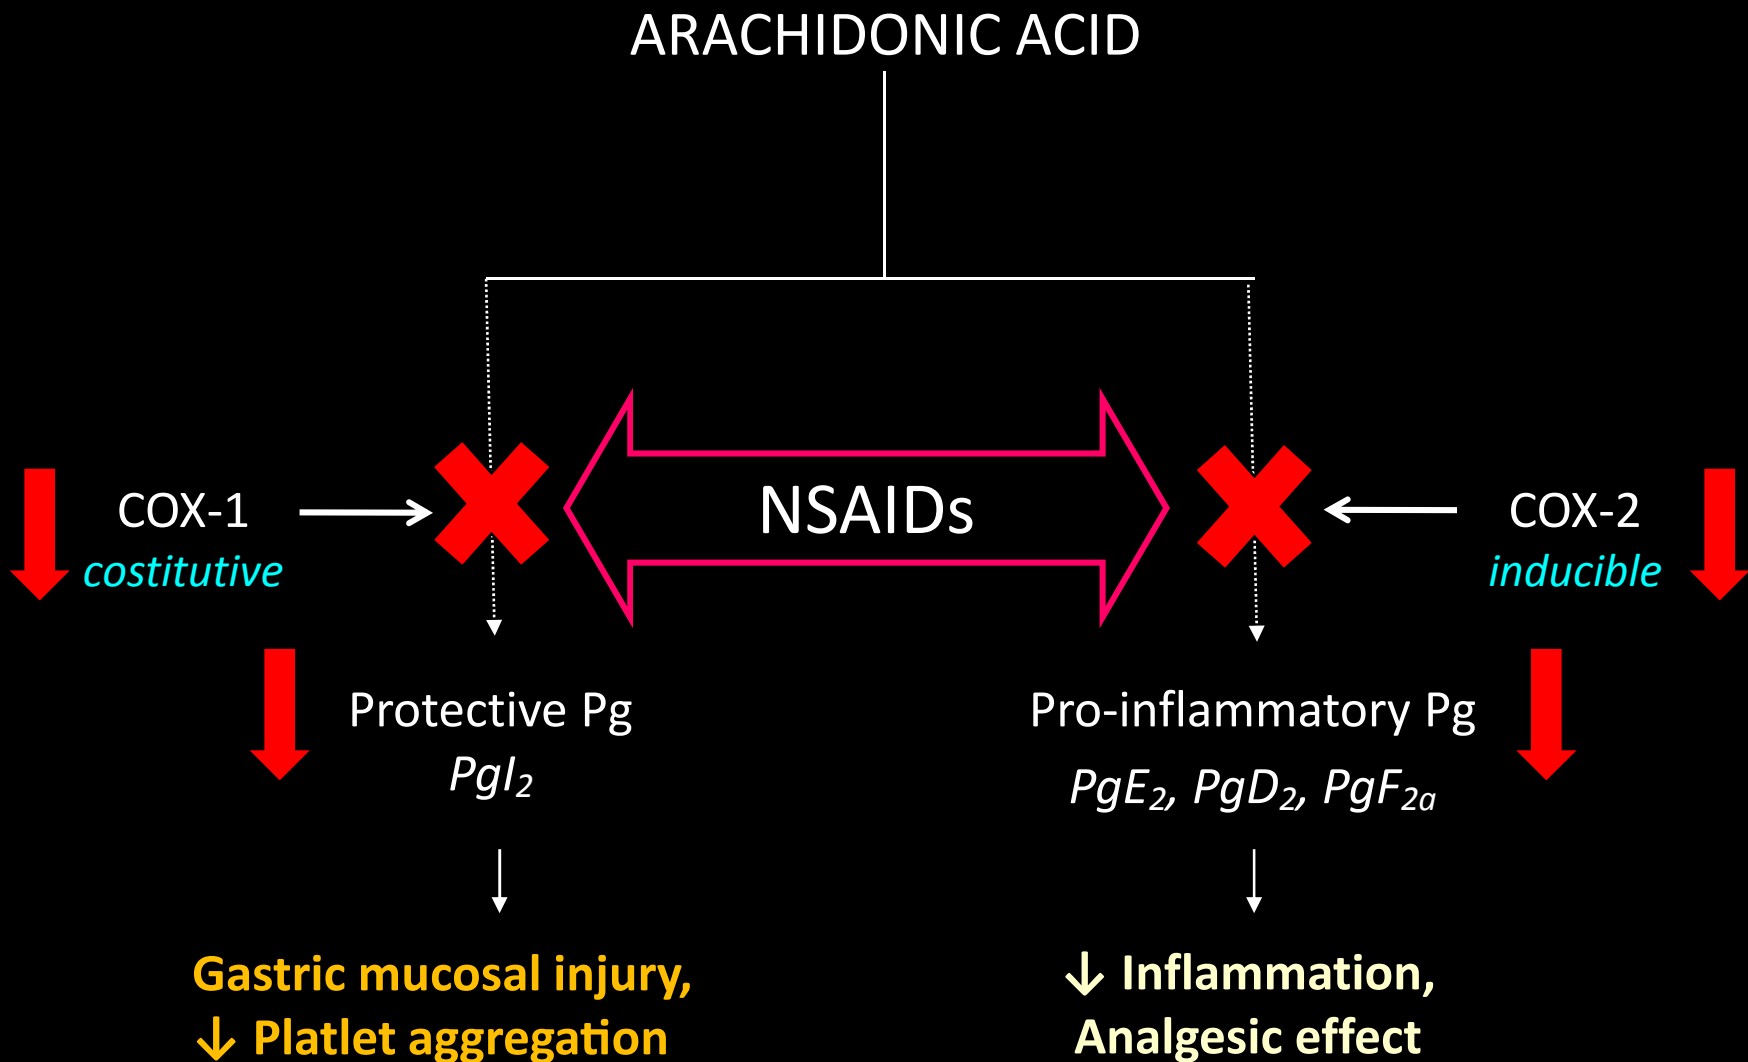 ARACHIDONIC ACID
NSAIDs
COX-1
costitutive
COX-2
inducible
Protective Pg
PgI₂
Pro-inflammatory Pg
PgE₂, PgD₂, PgF₂ₐ
Gastric mucosal injury,
↓ Platlet aggregation
↓ Inflammation,
Analgesic effect